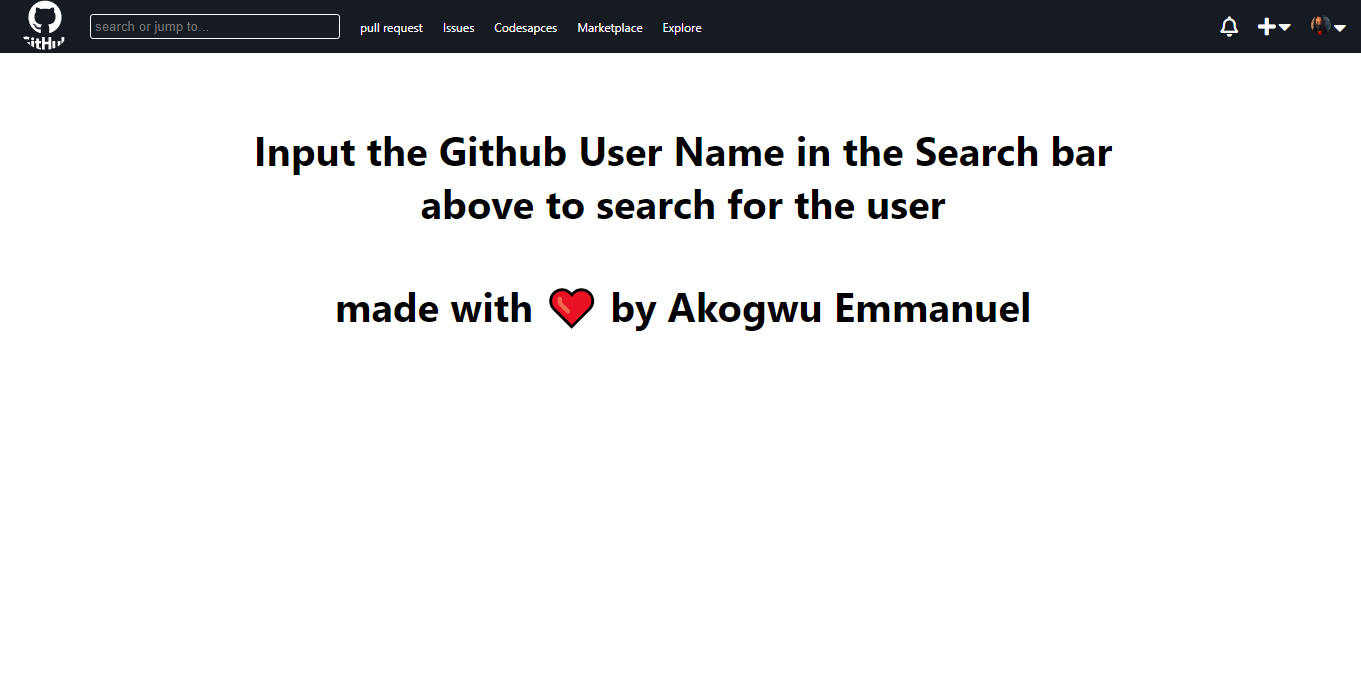 search or jump to...
pull request Issues Codesapces Marketplace Explore
Input the Github User Name in the Search bar
above to search for the user
made with ❤ by Akogwu Emmanuel